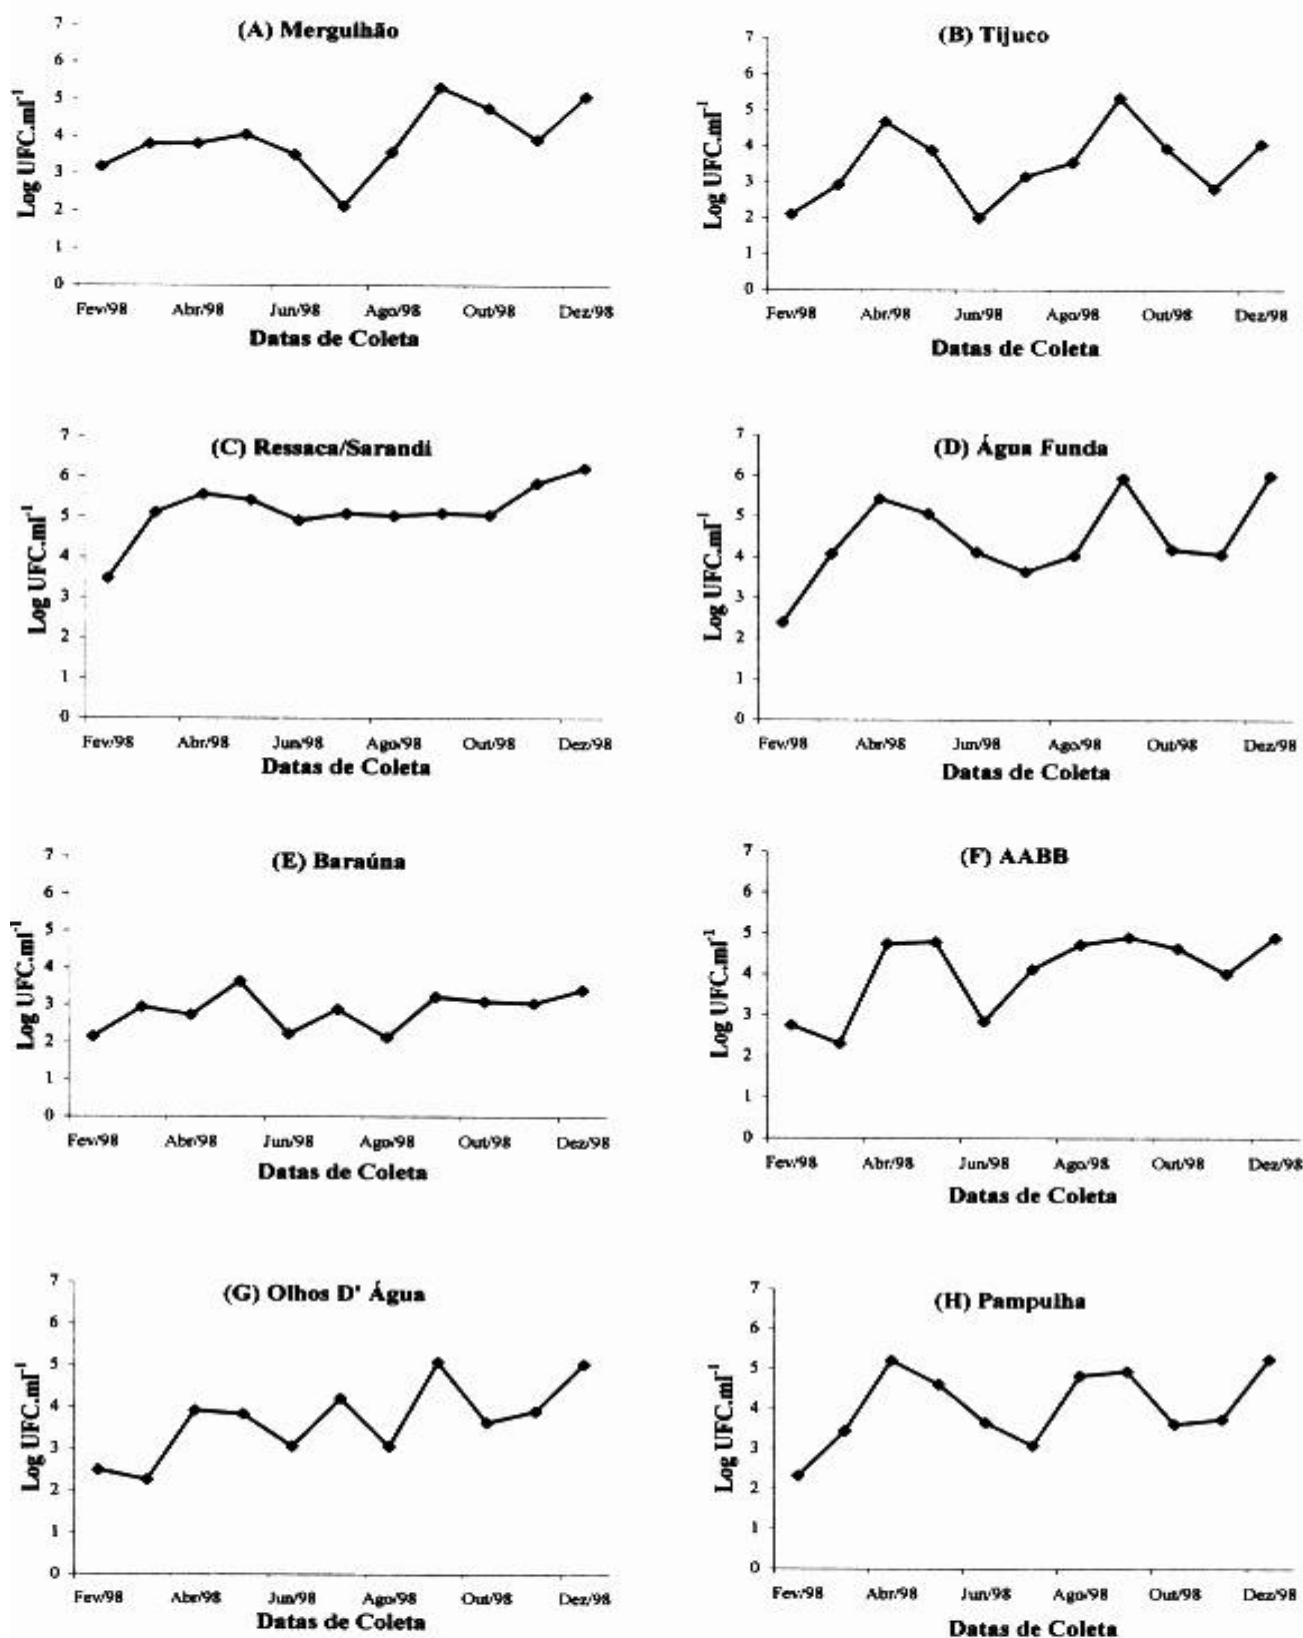 (A) Mergulhão
Log UFC.ml-1
7
6
5
4
3
2
1
0
Fev/98 Abr/98 Jun/98 Ago/98 Out/98 Dez/98
Datas de Coleta
(B) Tijuco
Log UFC.ml-1
7
6
5
4
3
2
1
0
Fev/98 Abr/98 Jun/98 Ago/98 Out/98 Dez/98
Datas de Coleta
(C) Ressaca/Sarandi
Log UFC.ml-1
7
6
5
4
3
2
1
0
Fev/98 Abr/98 Jun/98 Ago/98 Out/98 Dez/98
Datas de Coleta
(D) Água Funda
Log UFC.ml-1
7
6
5
4
3
2
1
0
Fev/98 Abr/98 Jun/98 Ago/98 Out/98 Dez/98
Datas de Coleta
(E) Baraúna
Log UFC.ml-1
7
6
5
4
3
2
1
0
Fev/98 Abr/98 Jun/98 Ago/98 Out/98 Dez/98
Datas de Coleta
(F) AABB
Log UFC.ml-1
7
6
5
4
3
2
1
0
Fev/98 Abr/98 Jun/98 Ago/98 Out/98 Dez/98
Datas de Coleta
(G) Olhos D' Água
Log UFC.ml-1
7
6
5
4
3
2
1
0
Fev/98 Abr/98 Jun/98 Ago/98 Out/98 Dez/98
Datas de Coleta
(H) Pampulha
Log UFC.ml-1
7
6
5
4
3
2
1
0
Fev/98 Abr/98 Jun/98 Ago/98 Out/98 Dez/98
Datas de Coleta